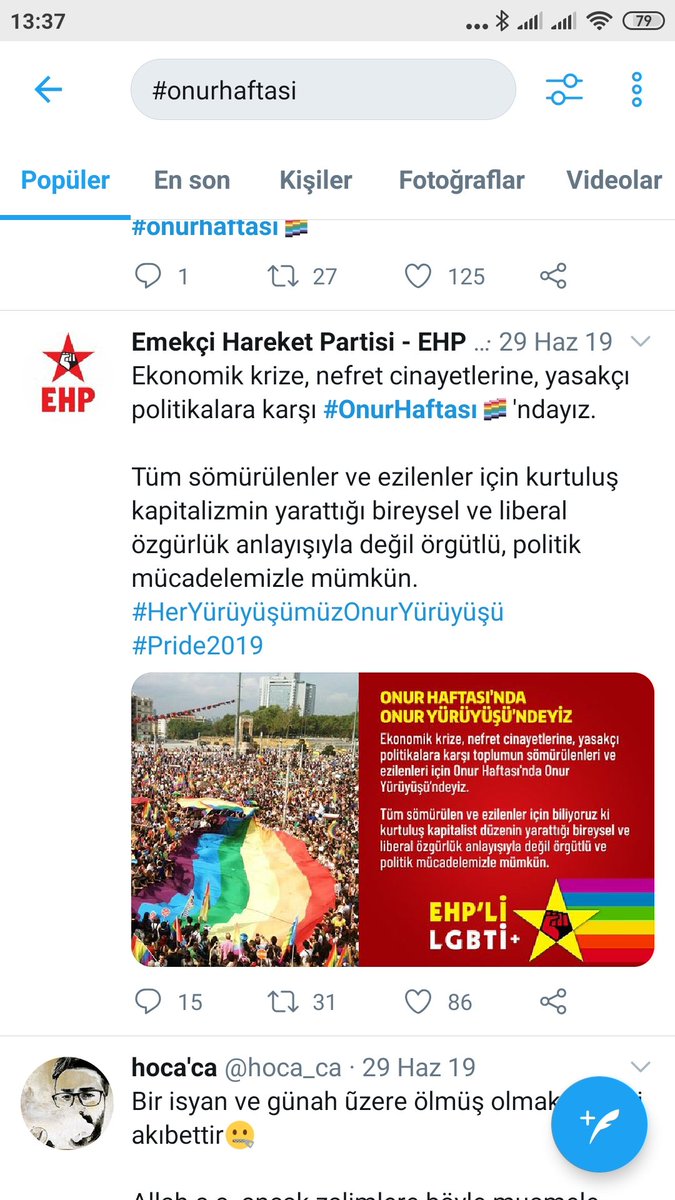 13:37
79
#onurhaftasi
Popüler
En son
Kişiler
Fotoğraflar
Videolar
#onurhaftası
1
27
125
EHP
Emekçi Hareket Partisi - EHP ... · 29 Haz 19
Ekonomik krize, nefret cinayetlerine, yasakçı
politikalara karşı #OnurHaftası 'ndayız.
Tüm sömürülenler ve ezilenler için kurtuluş
kapitalizmin yarattığı bireysel ve liberal
özgürlük anlayışıyla değil örgütlü, politik
mücadelemizle mümkün.
#HerYürüyüşümüzOnurYürüyüşü
#Pride2019
ONUR HAFTASI'NDA
ONUR YÜRÜYÜŞÜ'NDEYİZ
Ekonomik krize, nefret cinayetlerine, yasakçı
politikalara karşı toplumun sömürülenleri ve
ezilenleri için Onur Haftası'nda Onur
Yürüyüşü'ndeyiz.
Tüm sömürülen ve ezilenler için biliyoruz ki
kurtuluş kapitalist düzenin yarattığı bireysel ve
liberal özgürlük anlayışıyla değil örgütlü ve
politik mücadelemizle mümkün.
EHP'Lİ
LGBTİ+
15
31
86
hoca'ca @hoca_ca · 29 Haz 19
Bir isyan ve günah üzere ölmüş olmak
akıbettir